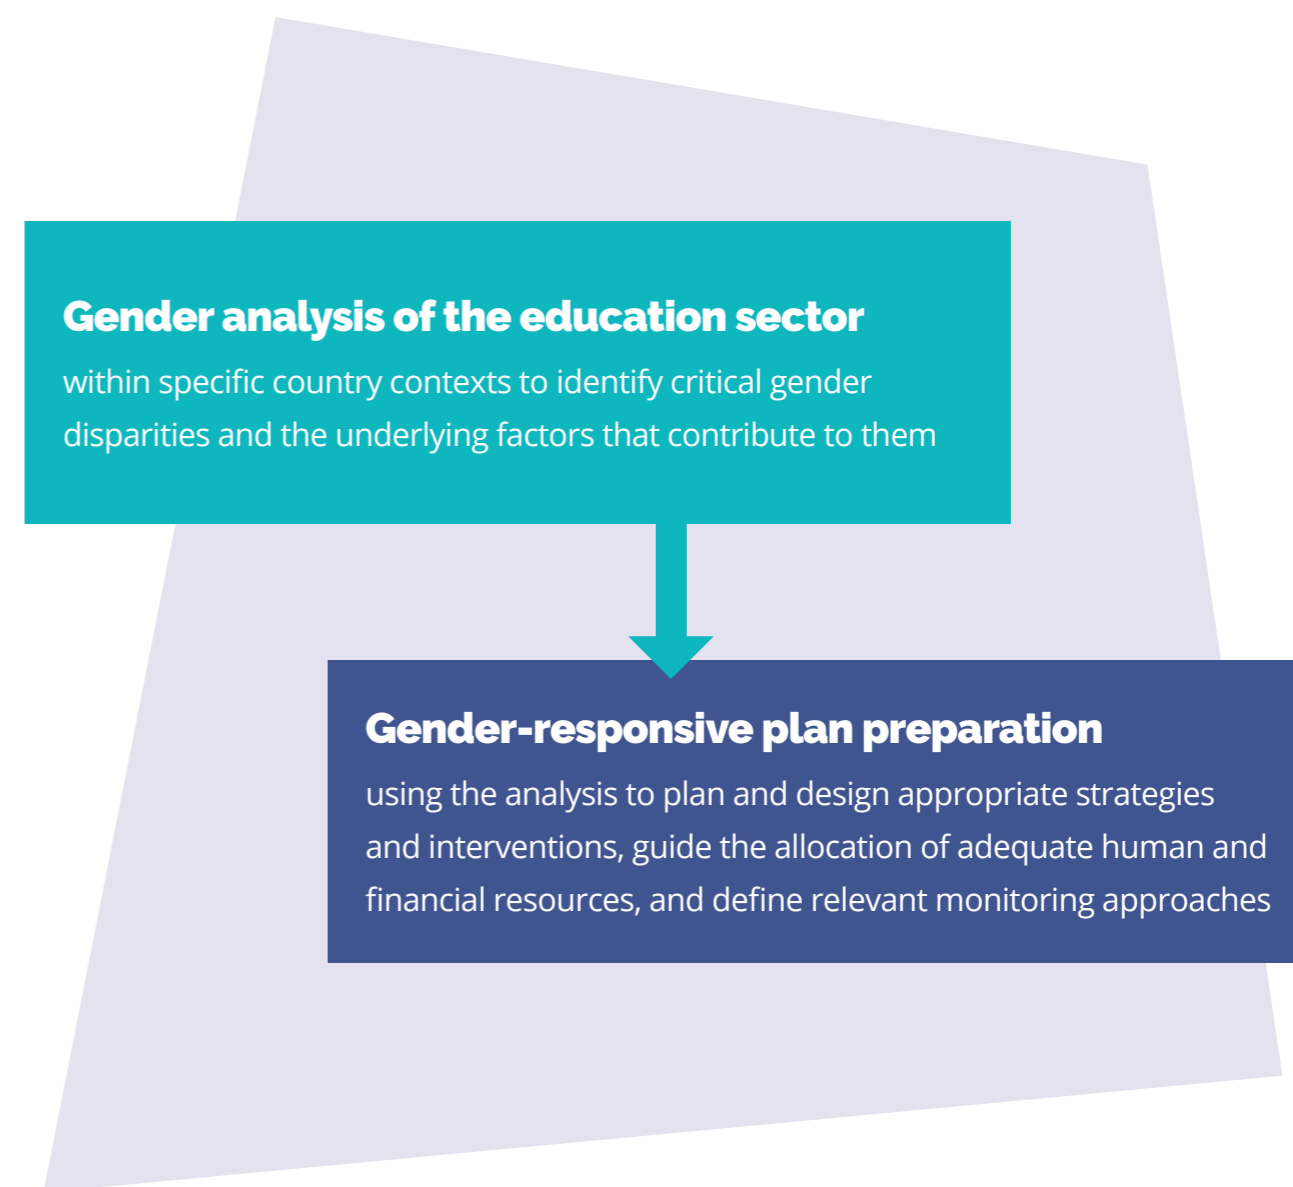 Gender analysis of the education sector
within specific country contexts to identify critical gender
disparities and the underlying factors that contribute to them
Gender-responsive plan preparation
using the analysis to plan and design appropriate strategies
and interventions, guide the allocation of adequate human and
financial resources, and define relevant monitoring approaches